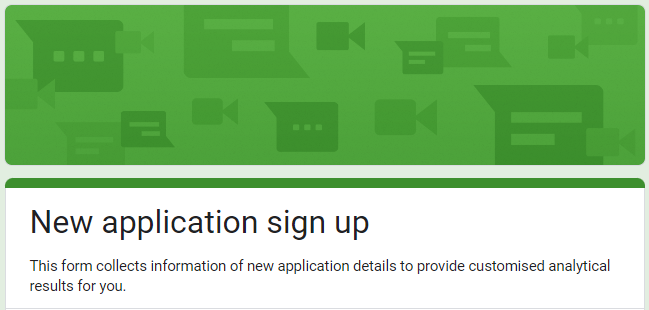 New application sign up
This form collects information of new application details to provide customised analytical
results for you.